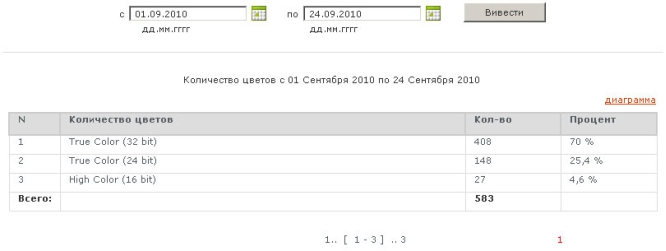 с 01.09.2010 по 24.09.2010 Вивести
дд.мм.гггг дд.мм.гггг
Количество цветов с 01 Сентября 2010 по 24 Сентября 2010
диаграмма
N Количество цветов Кол-во Процент
1 True Color (32 bit) 408 70 %
2 True Color (24 bit) 148 25,4 %
3 High Color (16 bit) 27 4,6 %
Всего: 583
1.. [ 1 - 3 ] .. 3 1